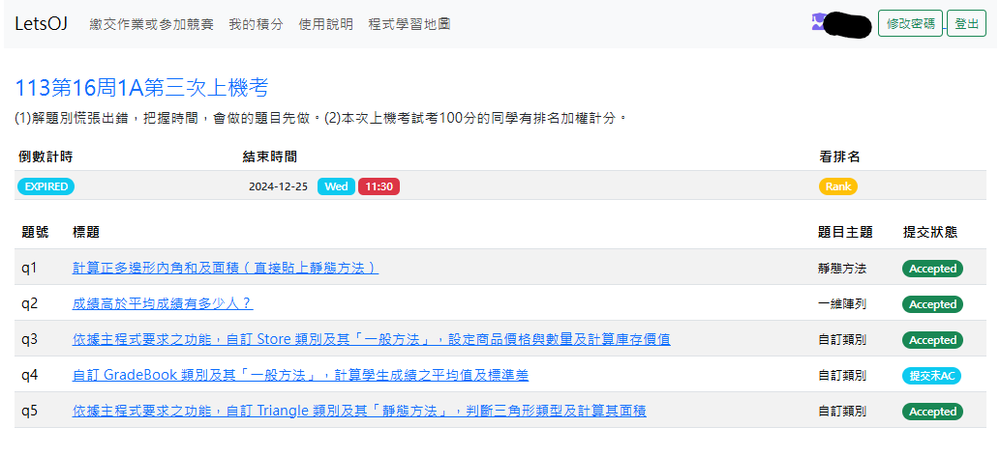 LetsOJ 繳交作業或參加競賽 我的積分 使用說明 程式學習地圖 修改密碼 登出
113第16周1A第三次上機考
(1)解題別慌張出錯，把握時間，會做的題目先做。(2)本次上機考試考100分的同學有排名加權計分。
倒數計時 結束時間 看排名
EXPIRED 2024-12-25 Wed 11:30 Rank
題號 標題 題目主題 提交狀態
q1 計算正多邊形內角和及面積（直接貼上靜態方法） 靜態方法 Accepted
q2 成績高於平均成績有多少人？ 一維陣列 Accepted
q3 依據主程式要求之功能，自訂 Store 類別及其「一般方法」，設定商品價格與數量及計算庫存價值 自訂類別 Accepted
q4 自訂 GradeBook 類別及其「一般方法」，計算學生成績之平均值及標準差 自訂類別 提交未AC
q5 依據主程式要求之功能，自訂 Triangle 類別及其「靜態方法」，判斷三角形類型及計算其面積 自訂類別 Accepted